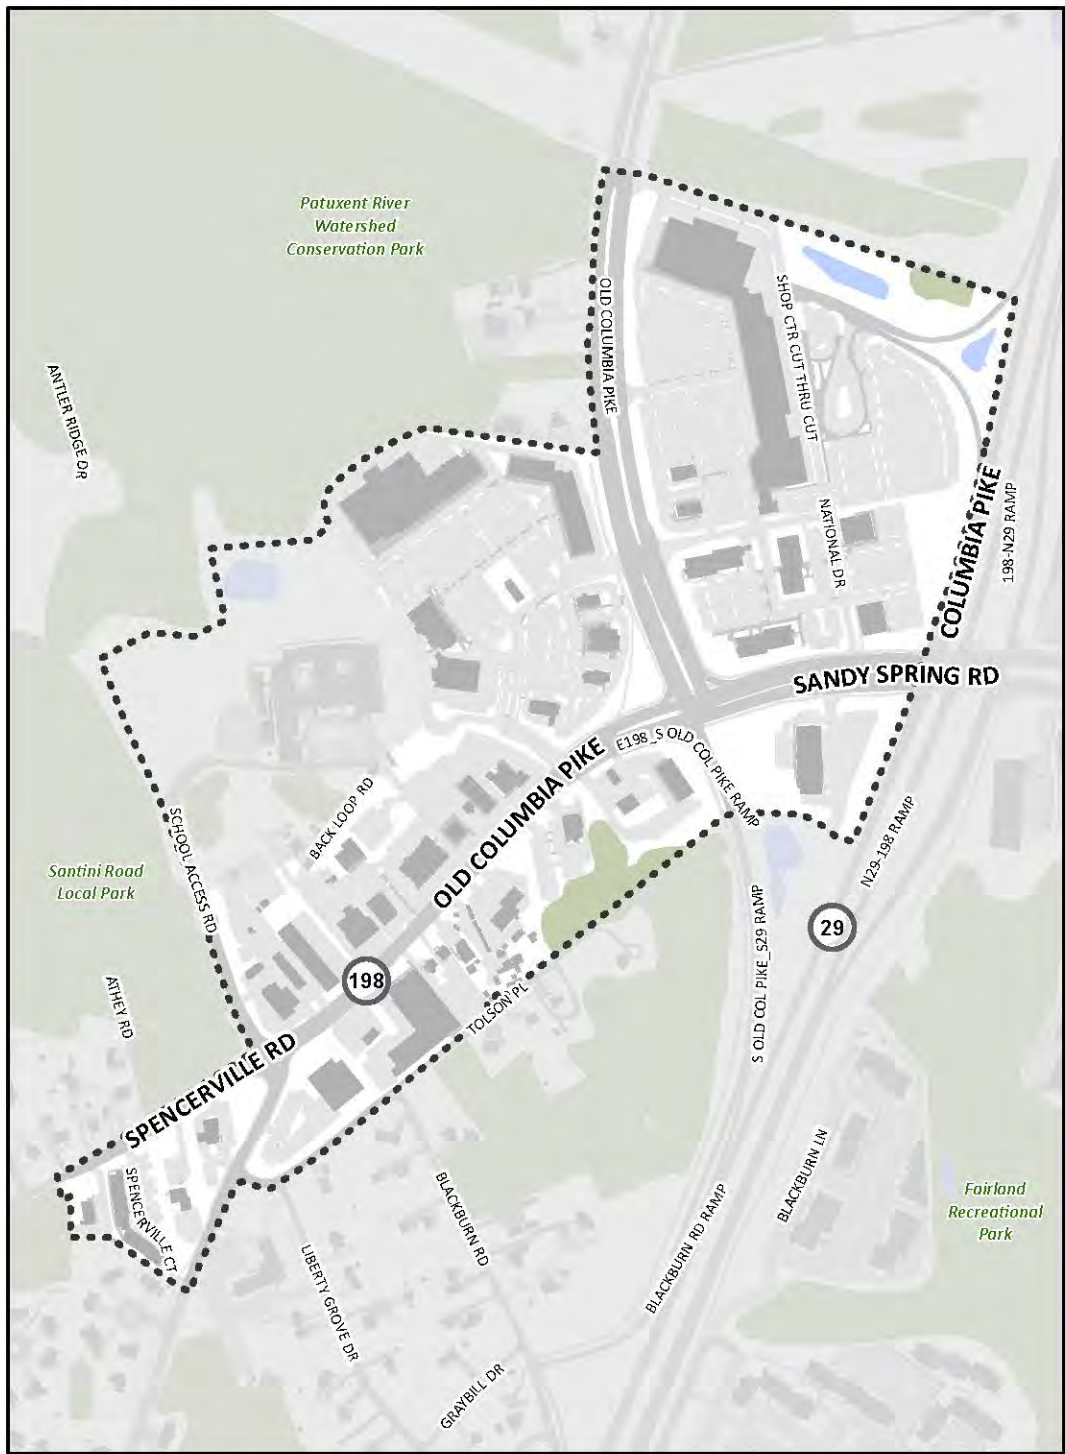 Patuxent River
Watershed
Conservation Park
OLD COLUMBIA PIKE
SHOP CTR CUT THRU CUT
ANTLER RIDGE DR
COLUMBIA PIKE
198-N29 RAMP
NATIONAL DR
SANDY SPRING RD
E198_S OLD COL PIKE RAMP
OLD COLUMBIA PIKE
BACK LOOP RD
SCHOOL ACCESS RD
N29-198 RAMP
Santini Road
Local Park
S OLD COL PIKE_S29 RAMP
29
198
ATHEY RD
TOLSON PL
SPENCERVILLE RD
SPENCERVILLE CT
BLACKBURN RD
BLACKBURN LN
Fairland
Recreational
Park
BLACKBURN RD RAMP
LIBERTY GROVE DR
GRAYBILL DR